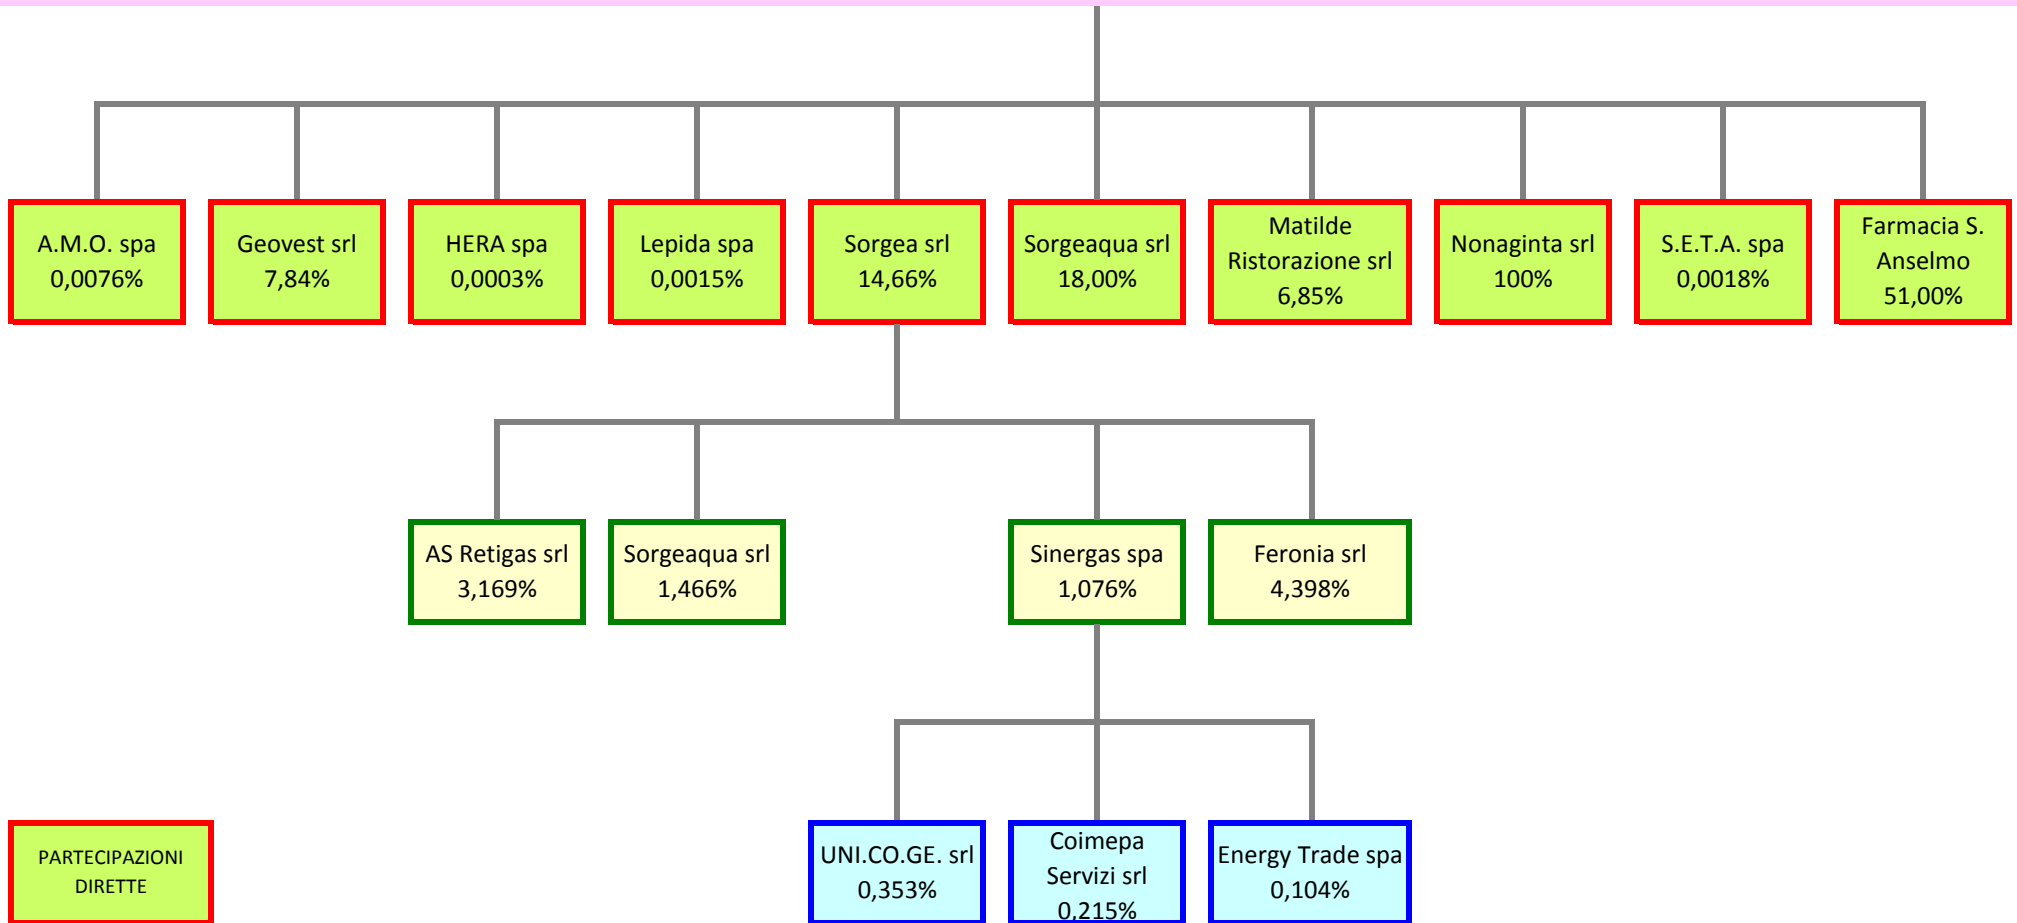 A.M.O. spa
0,0076%
Geovest srl
7,84%
HERA spa
0,0003%
Lepida spa
0,0015%
Sorgea srl
14,66%
Sorgeaqua srl
18,00%
Matilde
Ristorazione srl
6,85%
Nonaginta srl
100%
S.E.T.A. spa
0,0018%
Farmacia S.
Anselmo
51,00%
AS Retigas srl
3,169%
Sorgeaqua srl
1,466%
Sinergas spa
1,076%
Feronia srl
4,398%
PARTECIPAZIONI
DIRETTE
UNI.CO.GE. srl
0,353%
Coimepa
Servizi srl
0,215%
Energy Trade spa
0,104%